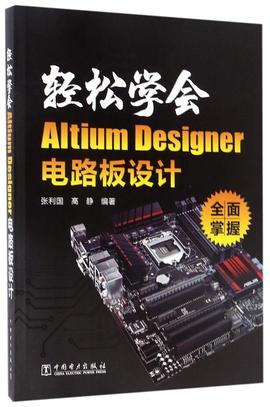 轻松学会
Altium Designer
电路板设计
张利国 高 静 编著
全面
掌握
中国电力出版社
CHINA ELECTRIC POWER PRESS
轻松学会
Altium Designer
电路板设计